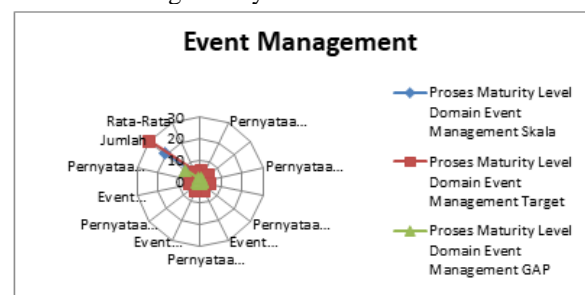 Event Management
Rata-Rata
Jumlah
Pernyataa...
Event...
Pernyataa...
Event...
Pernyataa...
Event...
Pernyataa...
Pernyataa...
Pernyataa...
30
20
10
0
Proses Maturity Level
Domain Event
Management Skala
Proses Maturity Level
Domain Event
Management Target
Proses Maturity Level
Domain Event
Management GAP